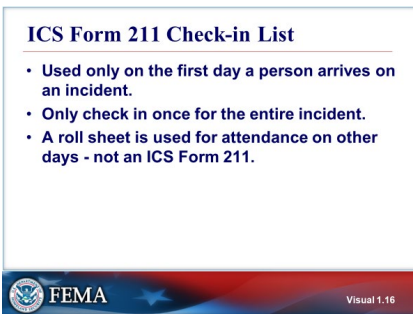 ICS Form 211 Check-in List
• Used only on the first day a person arrives on
an incident.
• Only check in once for the entire incident.
• A roll sheet is used for attendance on other
days - not an ICS Form 211.
FEMA
Visual 1.16